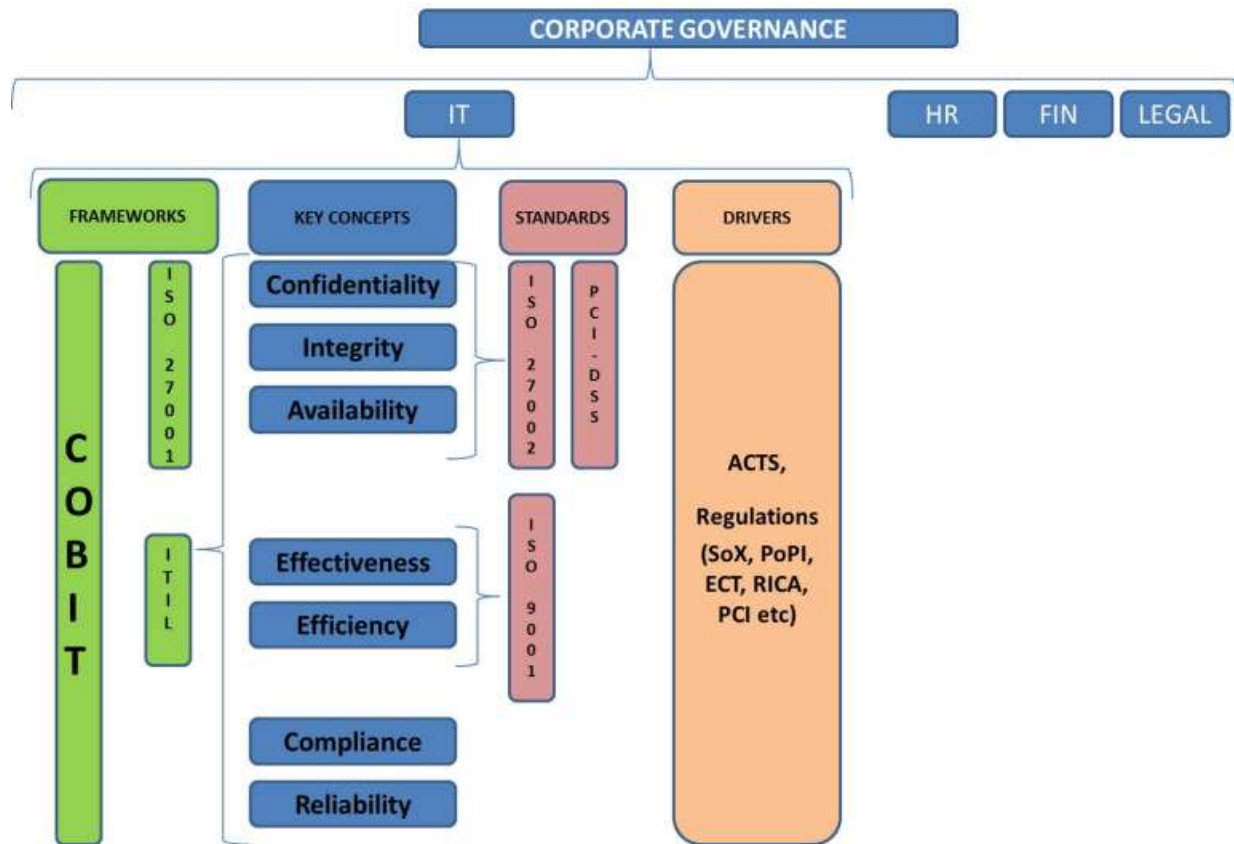 CORPORATE GOVERNANCE
IT
HR
FIN
LEGAL
FRAMEWORKS
KEY CONCEPTS
STANDARDS
DRIVERS
COBIT
ISO 27001
ITIL
Confidentiality
Integrity
Availability
Effectiveness
Efficiency
Compliance
Reliability
ISO 27002
PCI-DSS
ISO 9001
ACTS,
Regulations
(SoX, PoPI,
ECT, RICA,
PCI etc)